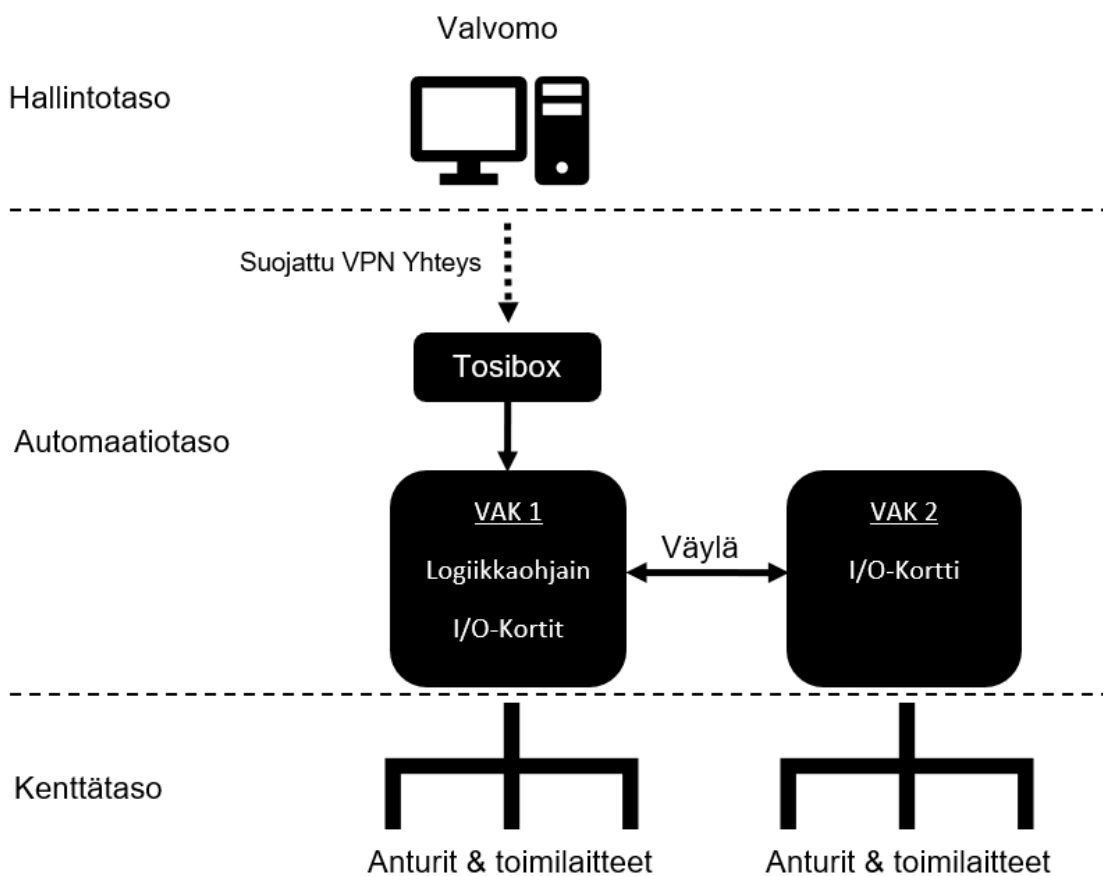 Valvomo
Hallintotaso
Suojattu VPN Yhteys
Tosibox
Automaatiotaso
VAK 1
Logiikkaohjain
I/O-Kortit
Väylä
VAK 2
I/O-Kortti
Kenttätaso
Anturit & toimilaitteet
Anturit & toimilaitteet